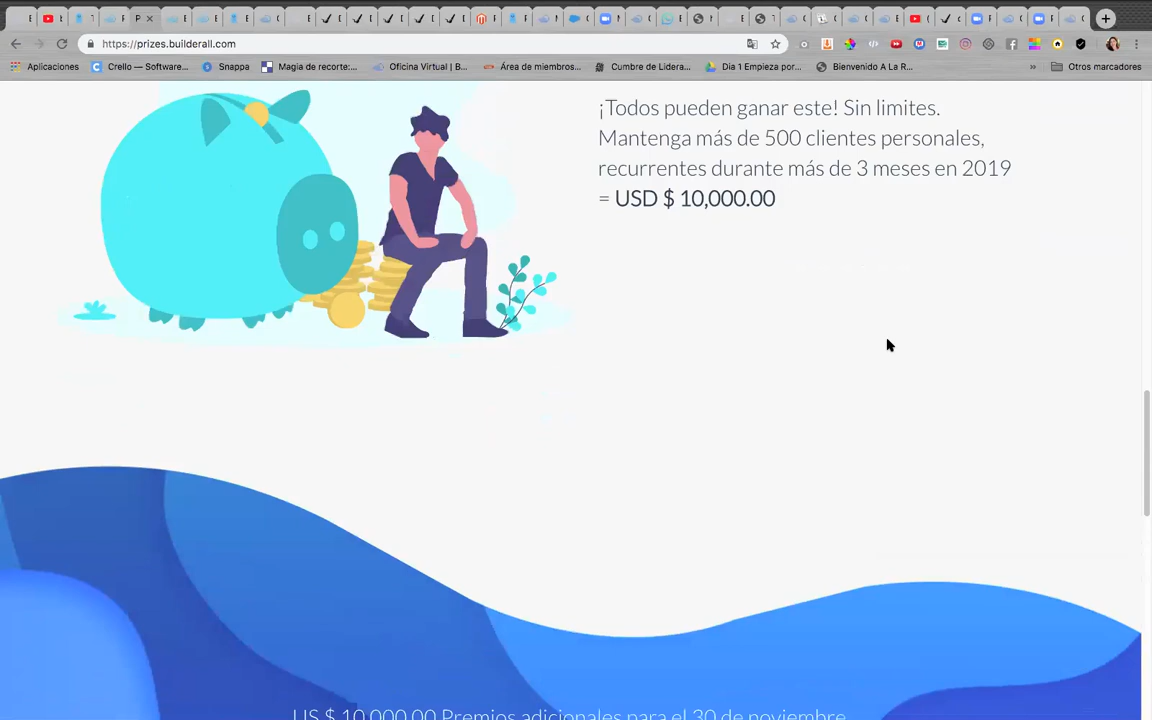 https://prizes.builderall.com
Aplicaciones
Crello — Software...
Snappa
Magia de recorte:...
Oficina Virtual | B...
Área de miembros...
Cumbre de Lidera...
Dia 1 Empieza por...
Bienvenido A La R...
»
Otros marcadores
¡Todos pueden ganar este! Sin limites.
Mantenga más de 500 clientes personales,
recurrentes durante más de 3 meses en 2019
= USD $ 10,000.00
US $ 10,000.00 Premios adicionales para el 30 de noviembre